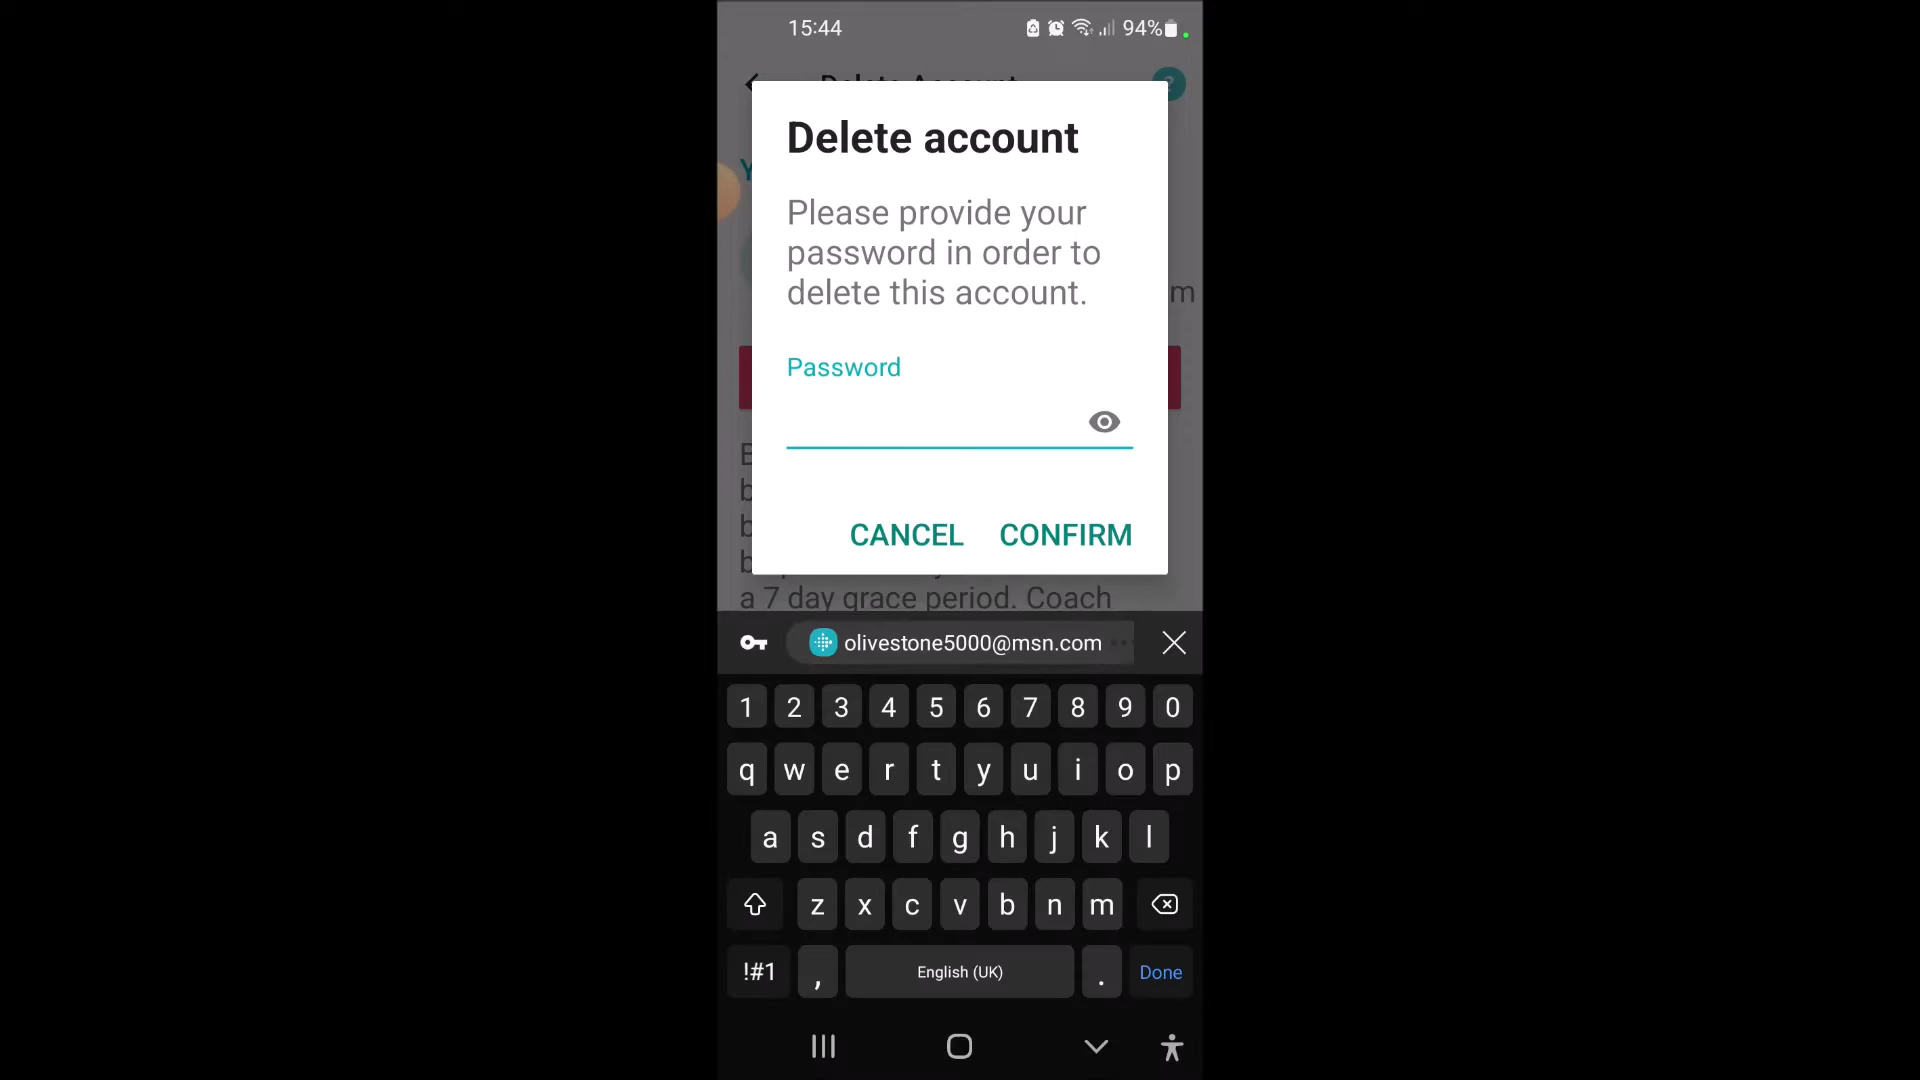 15:44
94%
Delete account
Please provide your
password in order to
delete this account.
m
Password
CANCEL CONFIRM
a 7 day grace period. Coach
olivestone5000@msn.com
1 2 3 4 5 6 7 8 9 0
q w e r t y u i o p
a s d f g h j k l
z x c v b n m
!#1 , English (UK) . Done